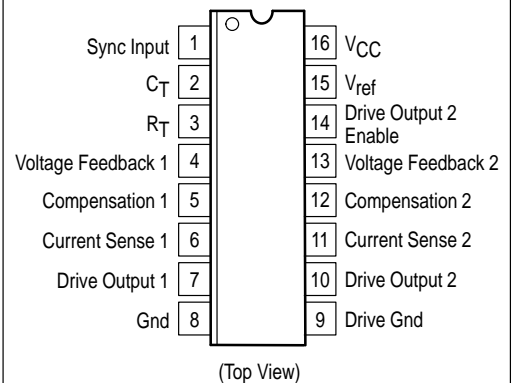 Sync Input 1 16 VCC
CT 2 15 Vref
RT 3 14 Drive Output 2
Enable
Voltage Feedback 1 4 13 Voltage Feedback 2
Compensation 1 5 12 Compensation 2
Current Sense 1 6 11 Current Sense 2
Drive Output 1 7 10 Drive Output 2
Gnd 8 9 Drive Gnd
(Top View)